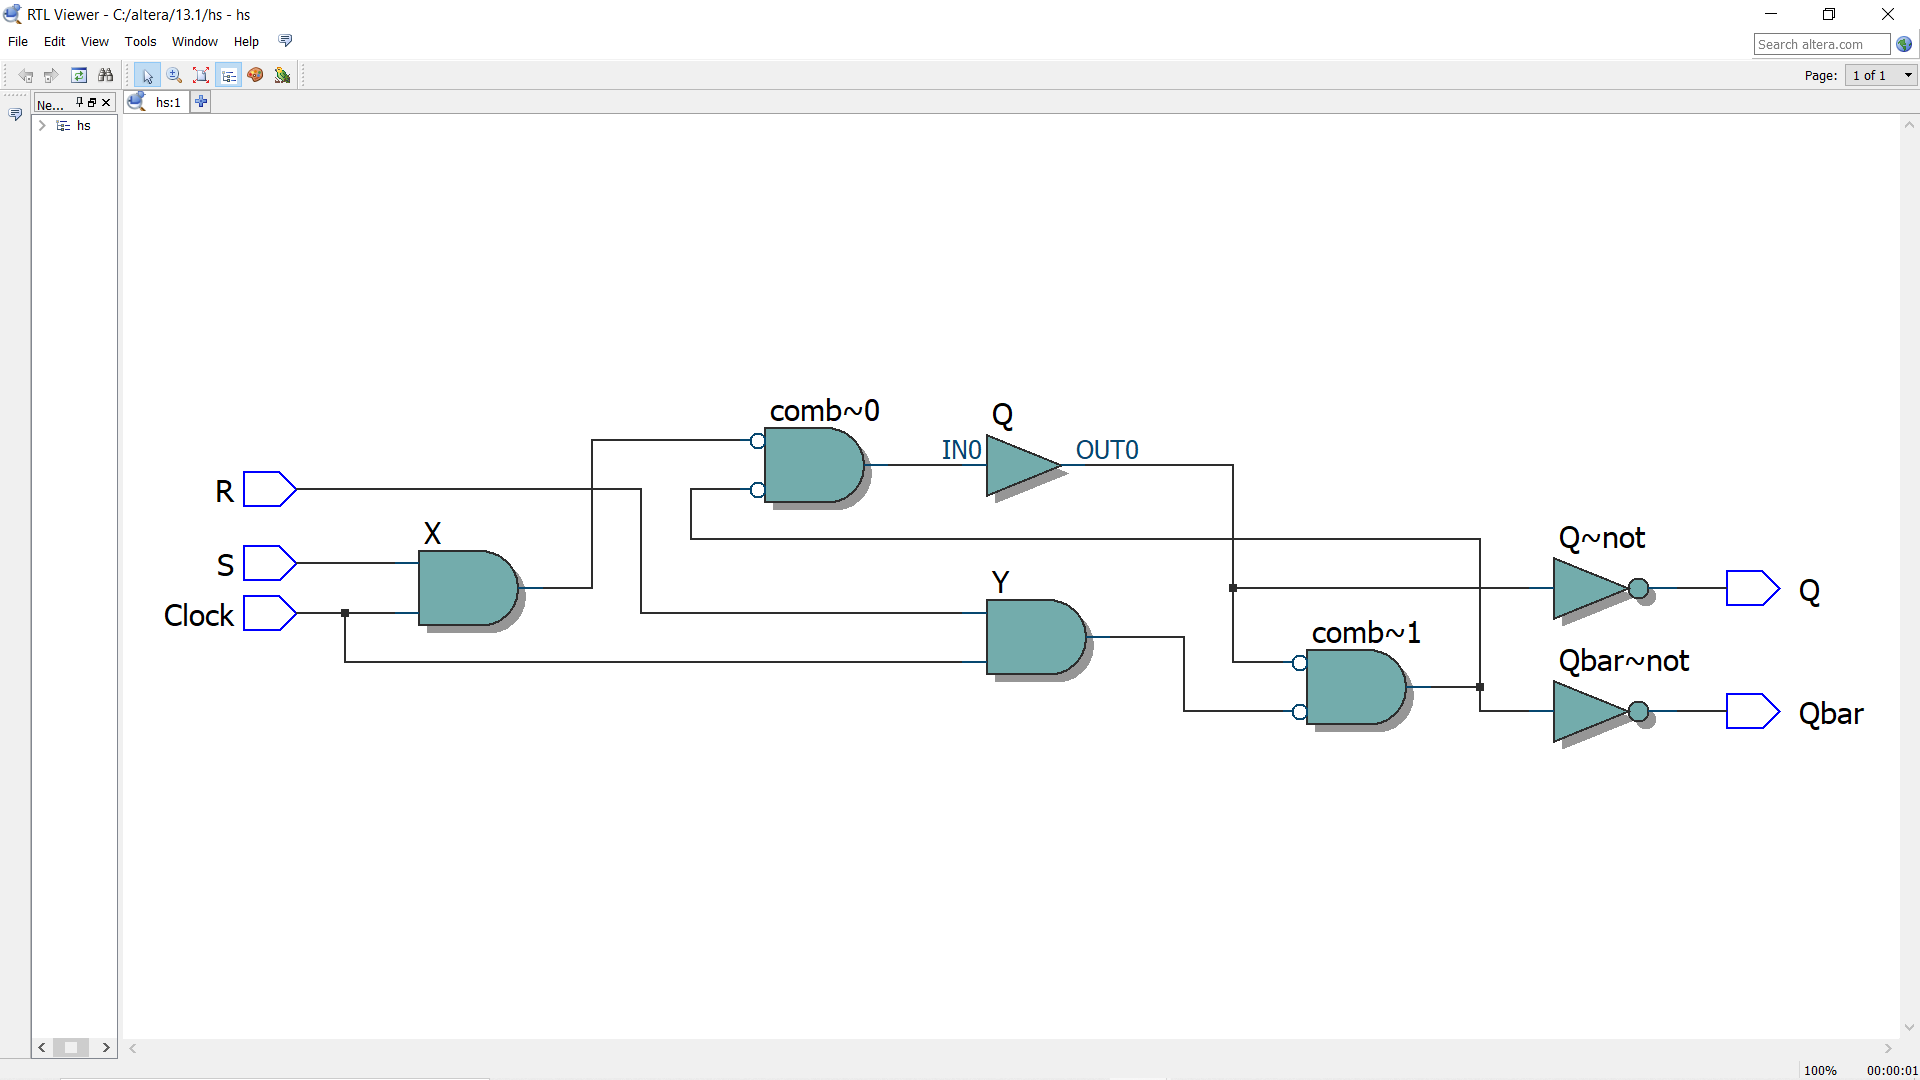 RTL Viewer - C:/altera/13.1/hs - hs
File Edit View Tools Window Help
Search altera.com
Page: 1 of 1
Ne...
hs:1
hs
comb~0
Q
IN0
OUT0
R
X
S
Clock
Y
Q~not
Q
comb~1
Qbar~not
Qbar
100% 00:00:01